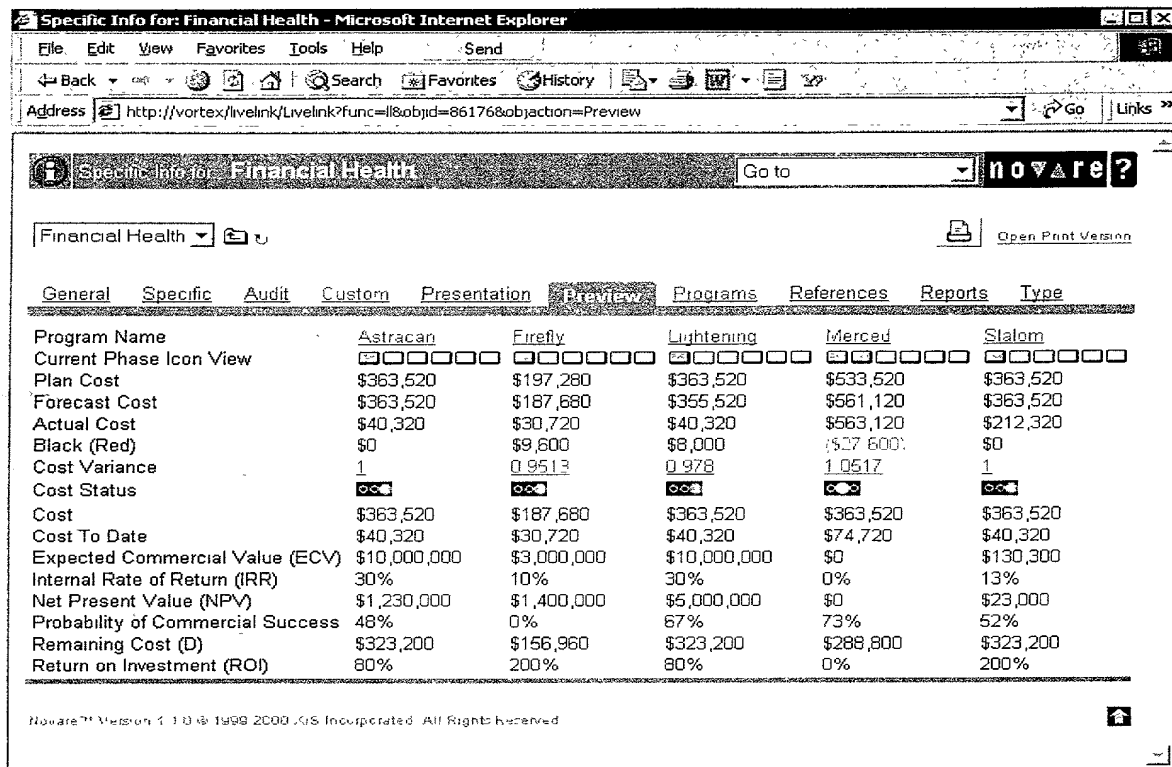 Specific Info for: Financial Health - Microsoft Internet Explorer
File Edit View Favorites Tools Help Send
Back Search Favorites History
Address http://vortex/livelink/Livelink?func=ll&objid=86176&objaction=Preview Go Links »
Specific Info for: Financial Health Go to novare ?
Financial Health Open Print Version
General Specific Audit Custom Presentation Preview Programs References Reports Type
Program Name Astracan Firefly Lightening Merced Slalom
Current Phase Icon View
Plan Cost $363,520 $197,280 $363,520 $533,520 $363,520
Forecast Cost $363,520 $187,680 $355,520 $561,120 $363,520
Actual Cost $40,320 $30,720 $40,320 $563,120 $212,320
Black (Red) $0 $9,600 $8,000 ($27,600) $0
Cost Variance 1 0.9513 0.978 1.0517 1
Cost Status
Cost $363,520 $187,680 $363,520 $363,520 $363,520
Cost To Date $40,320 $30,720 $40,320 $74,720 $40,320
Expected Commercial Value (ECV) $10,000,000 $3,000,000 $10,000,000 $0 $130,300
Internal Rate of Return (IRR) 30% 10% 30% 0% 13%
Net Present Value (NPV) $1,230,000 $1,400,000 $5,000,000 $0 $23,000
Probability of Commercial Success 48% 0% 67% 73% 52%
Remaining Cost (D) $323,200 $156,960 $323,200 $288,800 $323,200
Return on Investment (ROI) 80% 200% 80% 0% 200%
Novare™ Version 4.1.0 © 1999 2000 Incorporated. All Rights Reserved